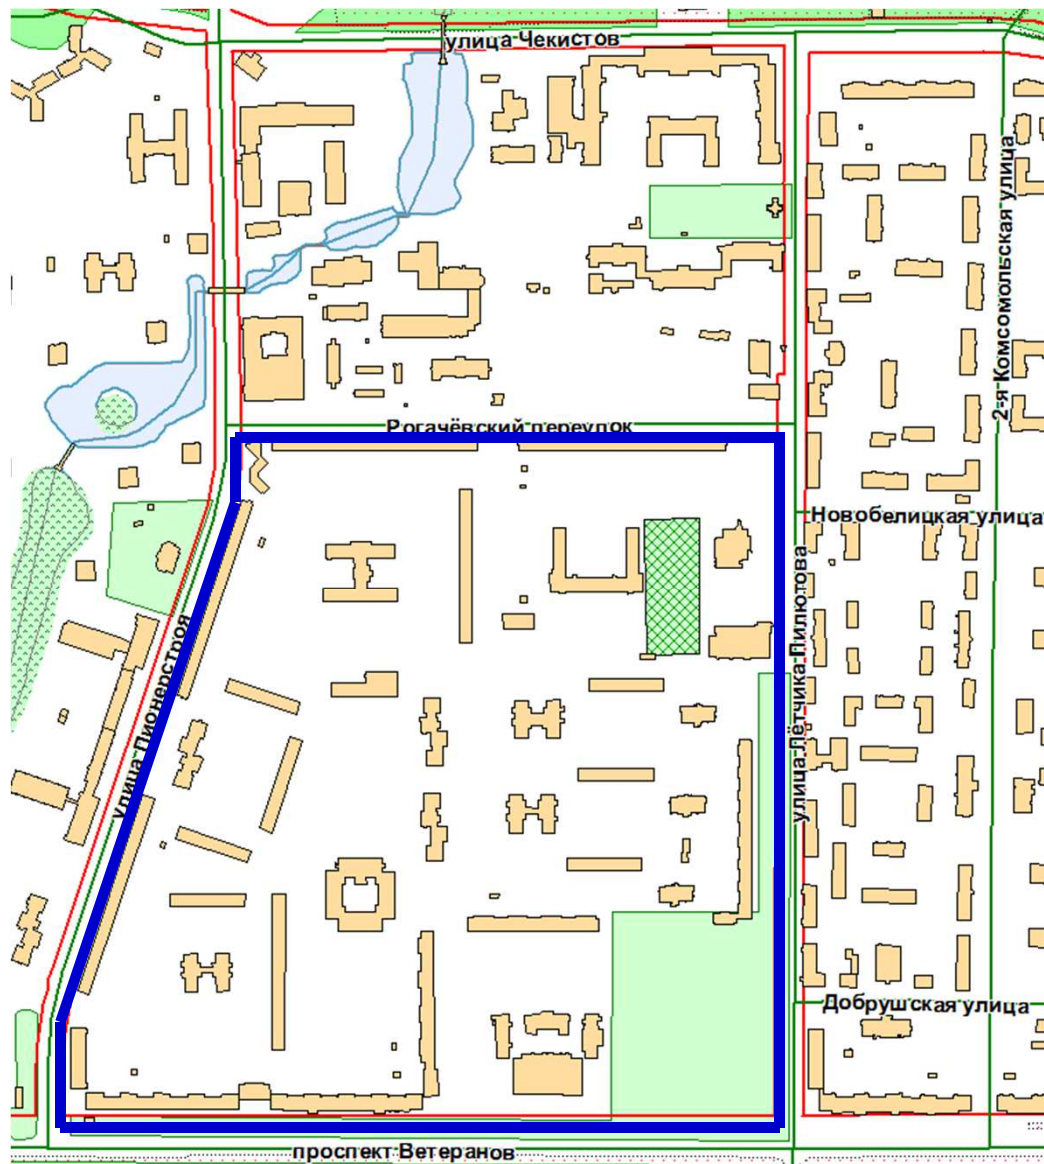 улица Чекистов
2-я Комсомольская улица
Рогачёвский переулок
Новобелицкая улица
улица Пионерстроя
улица Лётчика Пилютова
Добрушская улица
проспект Ветеранов